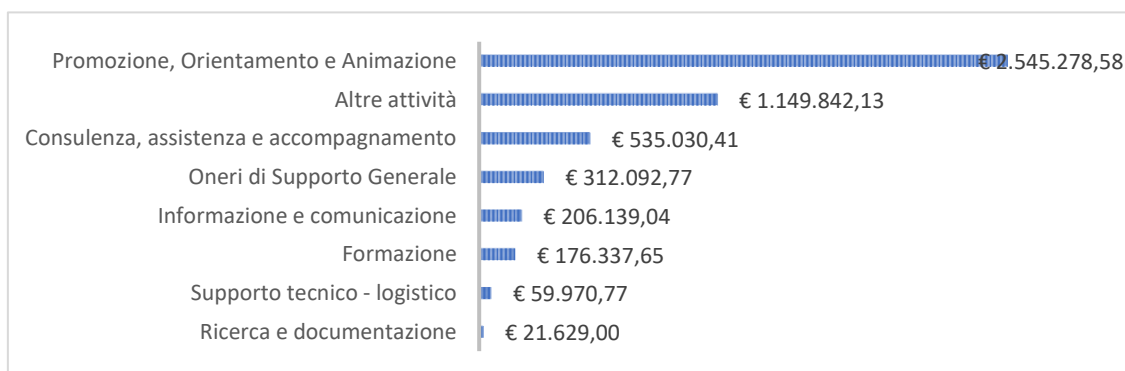 Promozione, Orientamento e Animazione € 2.545.278,58
Altre attività € 1.149.842,13
Consulenza, assistenza e accompagnamento € 535.030,41
Oneri di Supporto Generale € 312.092,77
Informazione e comunicazione € 206.139,04
Formazione € 176.337,65
Supporto tecnico - logistico € 59.970,77
Ricerca e documentazione € 21.629,00